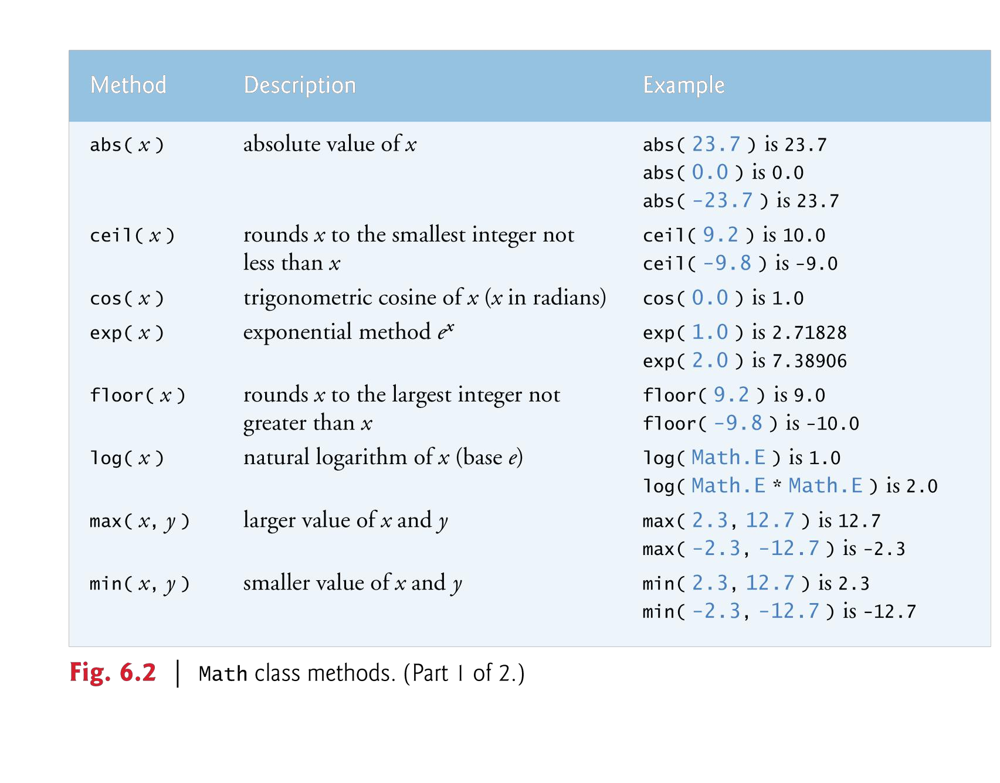 Method Description Example
abs( x ) absolute value of x abs( 23.7 ) is 23.7
abs( 0.0 ) is 0.0
abs( -23.7 ) is 23.7
ceil( x ) rounds x to the smallest integer not ceil( 9.2 ) is 10.0
less than x ceil( -9.8 ) is -9.0
cos( x ) trigonometric cosine of x (x in radians) cos( 0.0 ) is 1.0
exp( x ) exponential method eˣ exp( 1.0 ) is 2.71828
exp( 2.0 ) is 7.38906
floor( x ) rounds x to the largest integer not floor( 9.2 ) is 9.0
greater than x floor( -9.8 ) is -10.0
log( x ) natural logarithm of x (base e) log( Math.E ) is 1.0
log( Math.E * Math.E ) is 2.0
max( x, y ) larger value of x and y max( 2.3, 12.7 ) is 12.7
max( -2.3, -12.7 ) is -2.3
min( x, y ) smaller value of x and y min( 2.3, 12.7 ) is 2.3
min( -2.3, -12.7 ) is -12.7
Fig. 6.2 | Math class methods. (Part 1 of 2.)